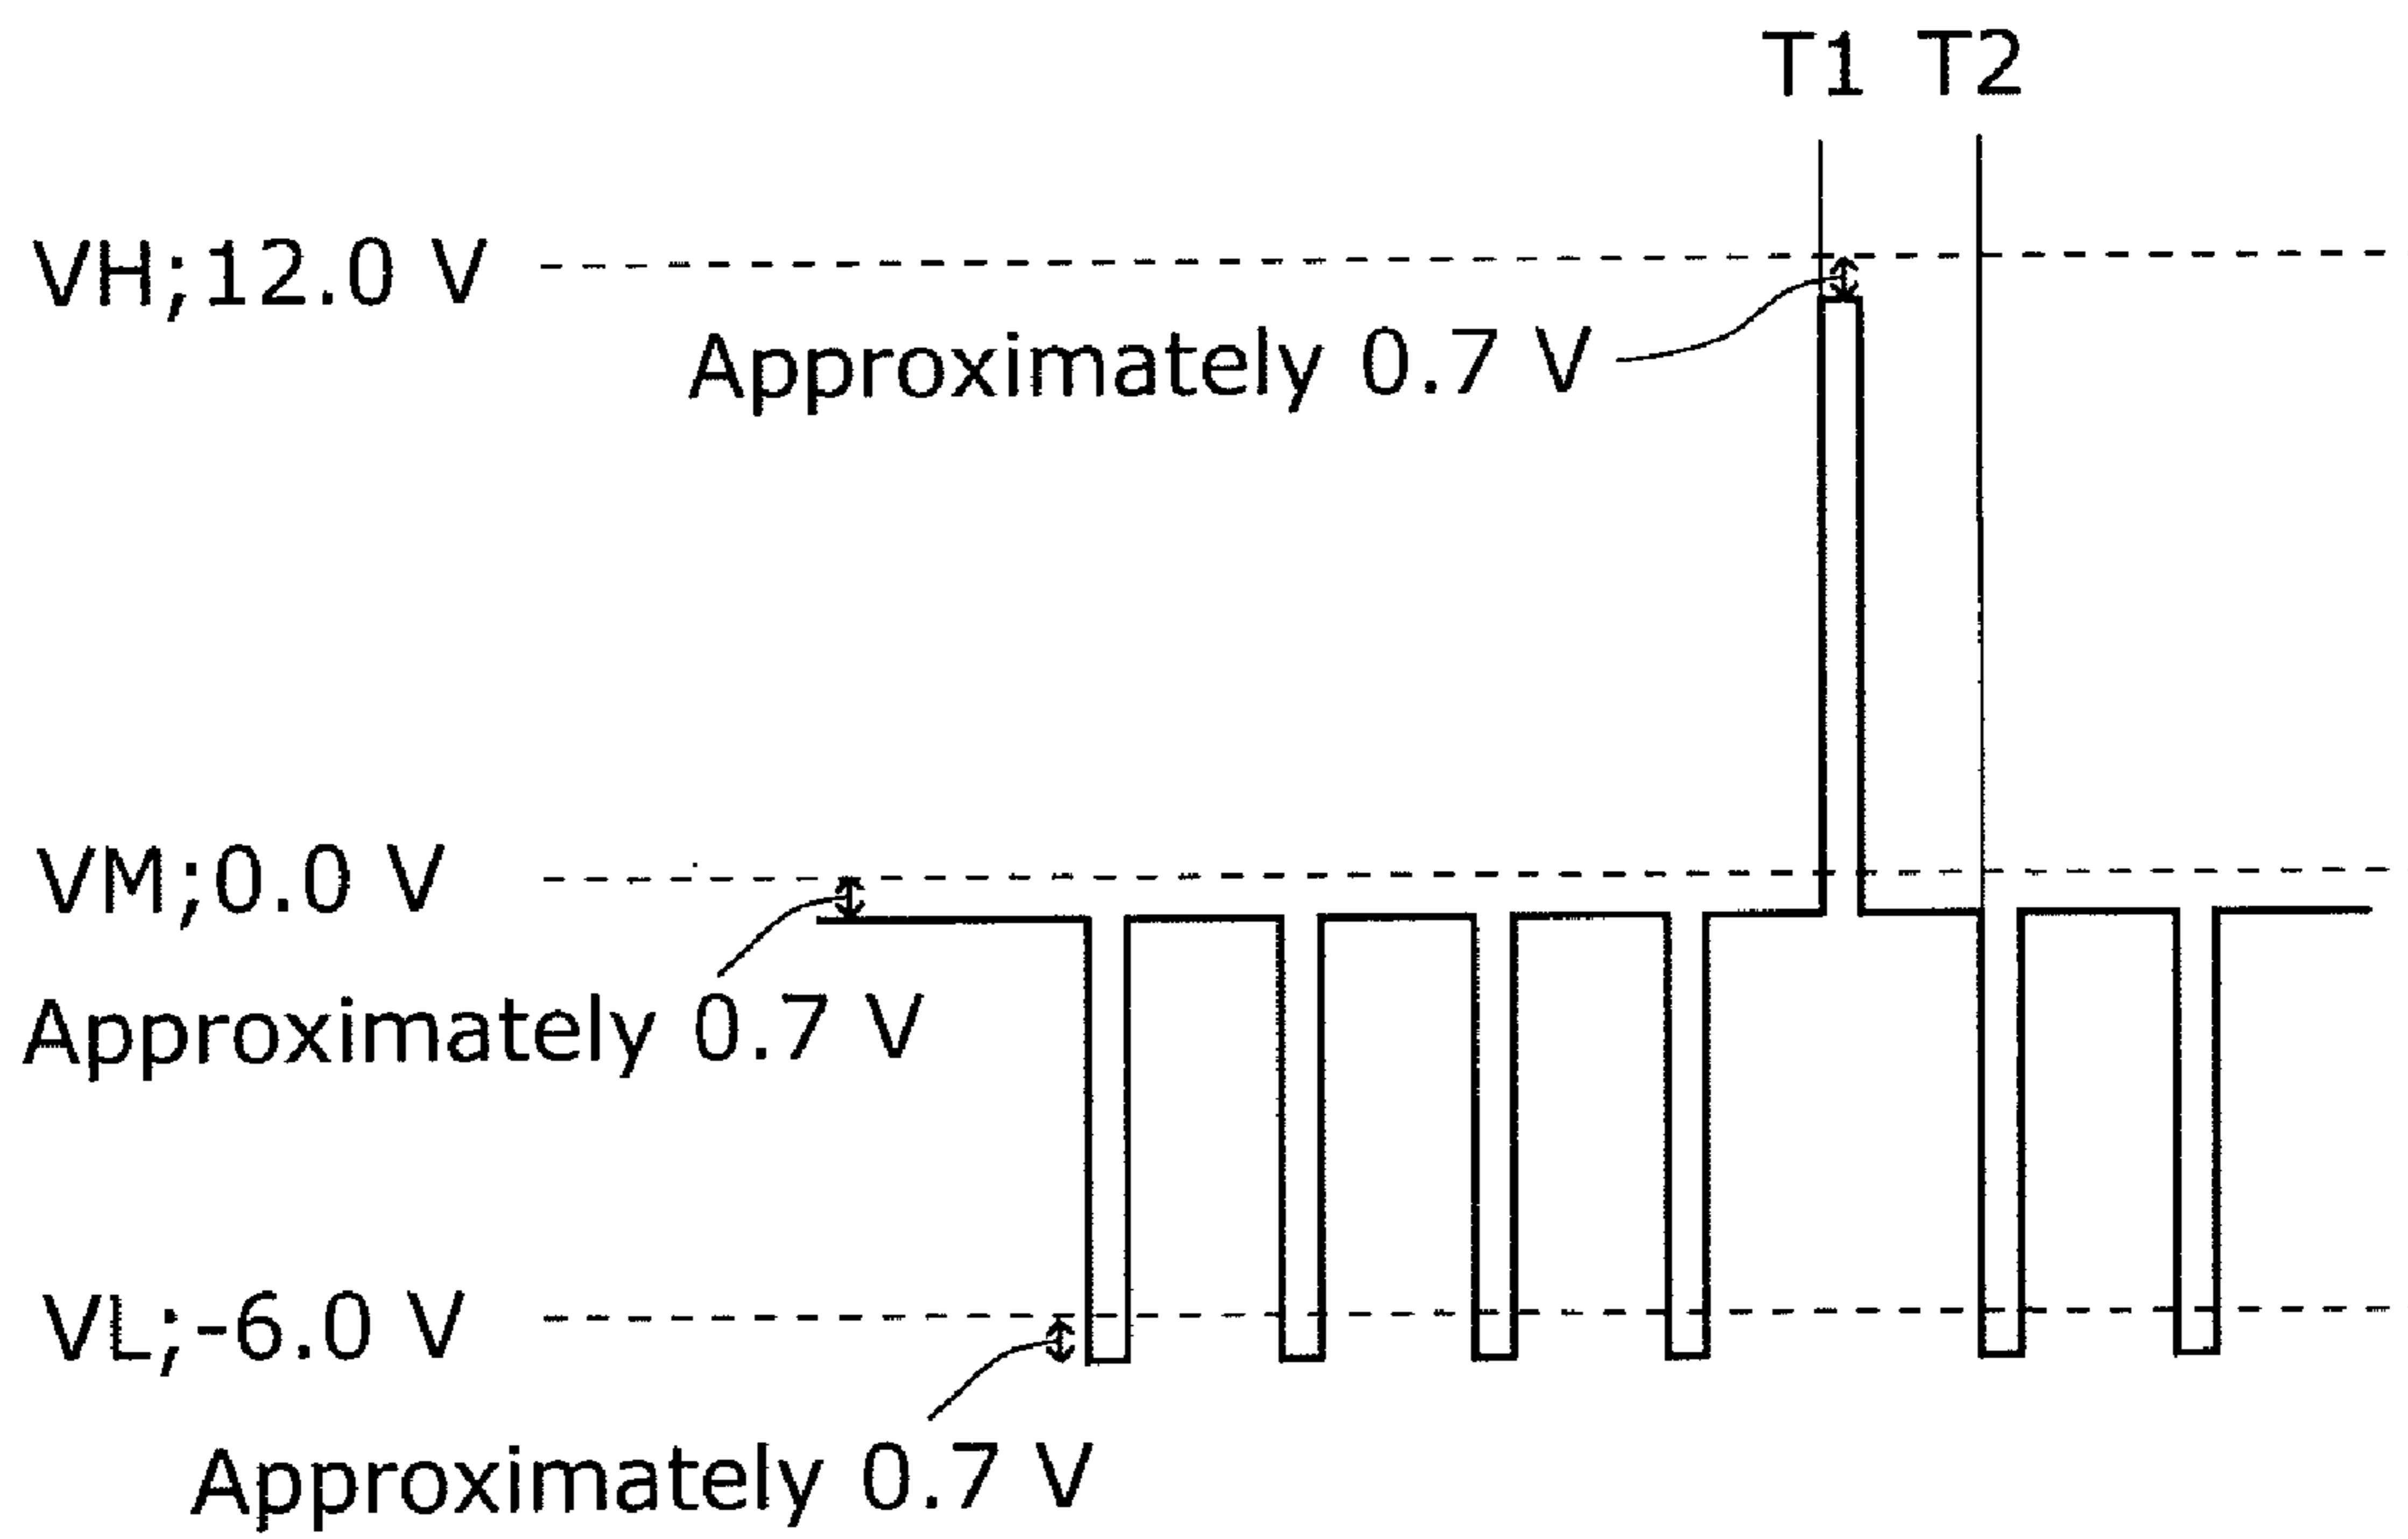 T1 T2
VH;12.0 V
Approximately 0.7 V
VM;0.0 V
Approximately 0.7 V
VL;-6.0 V
Approximately 0.7 V